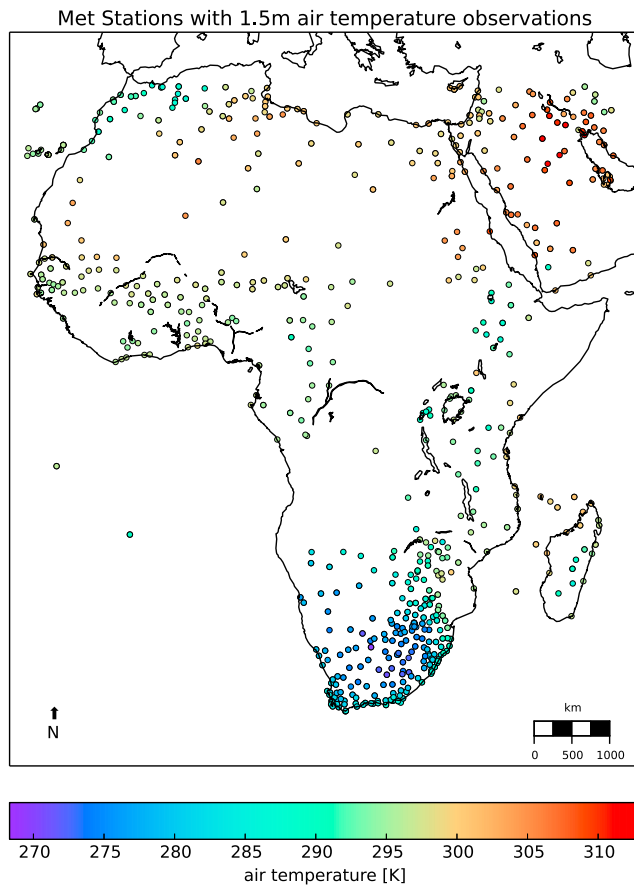 Met Stations with 1.5m air temperature observations
N
km
0 500 1000
270 275 280 285 290 295 300 305 310
air temperature [K]